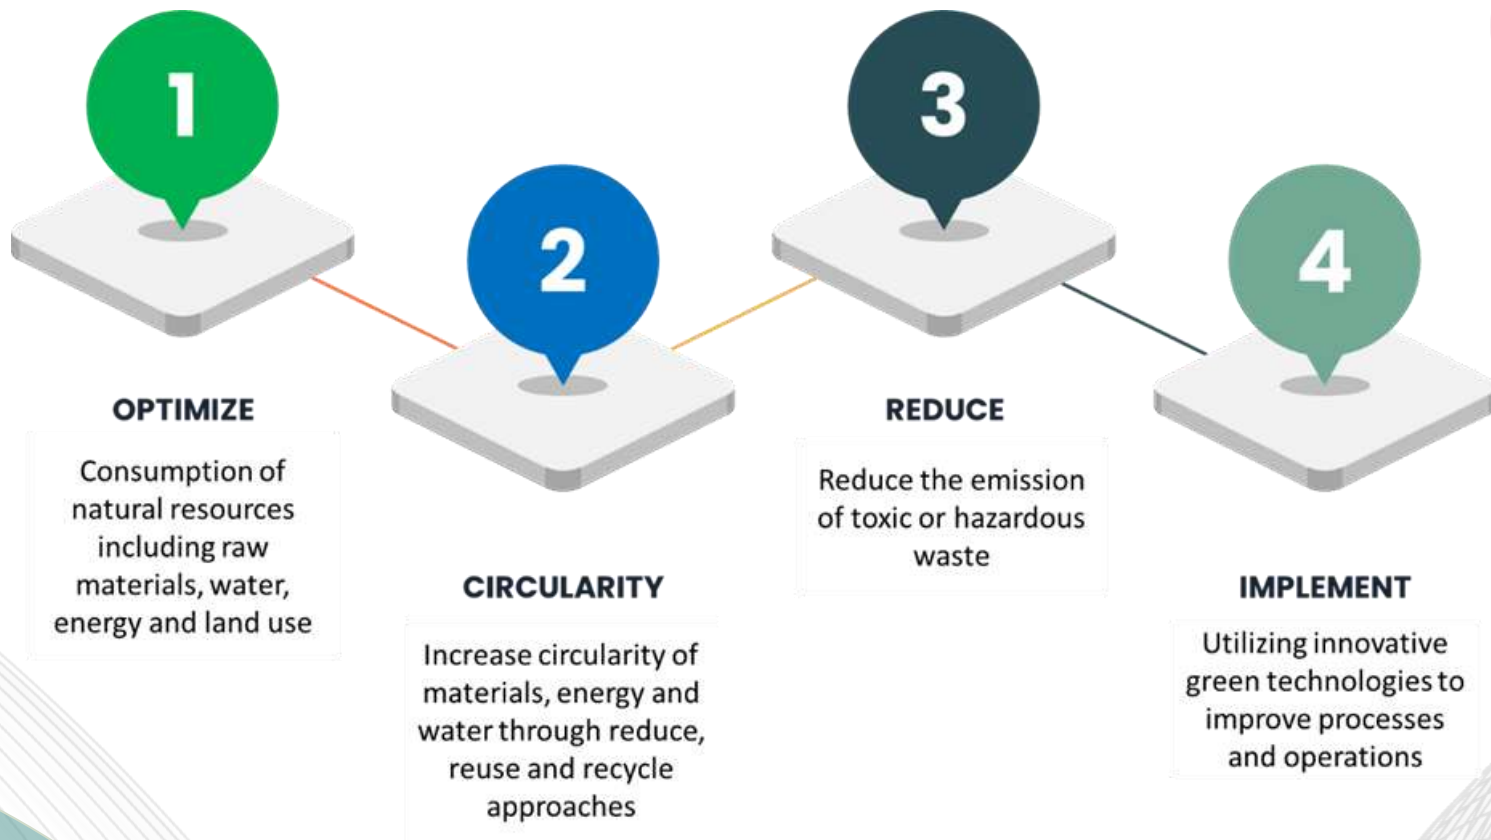 1
OPTIMIZE
Consumption of
natural resources
including raw
materials, water,
energy and land use
2
CIRCULARITY
Increase circularity of
materials, energy and
water through reduce,
reuse and recycle
approaches
3
REDUCE
Reduce the emission
of toxic or hazardous
waste
4
IMPLEMENT
Utilizing innovative
green technologies to
improve processes
and operations